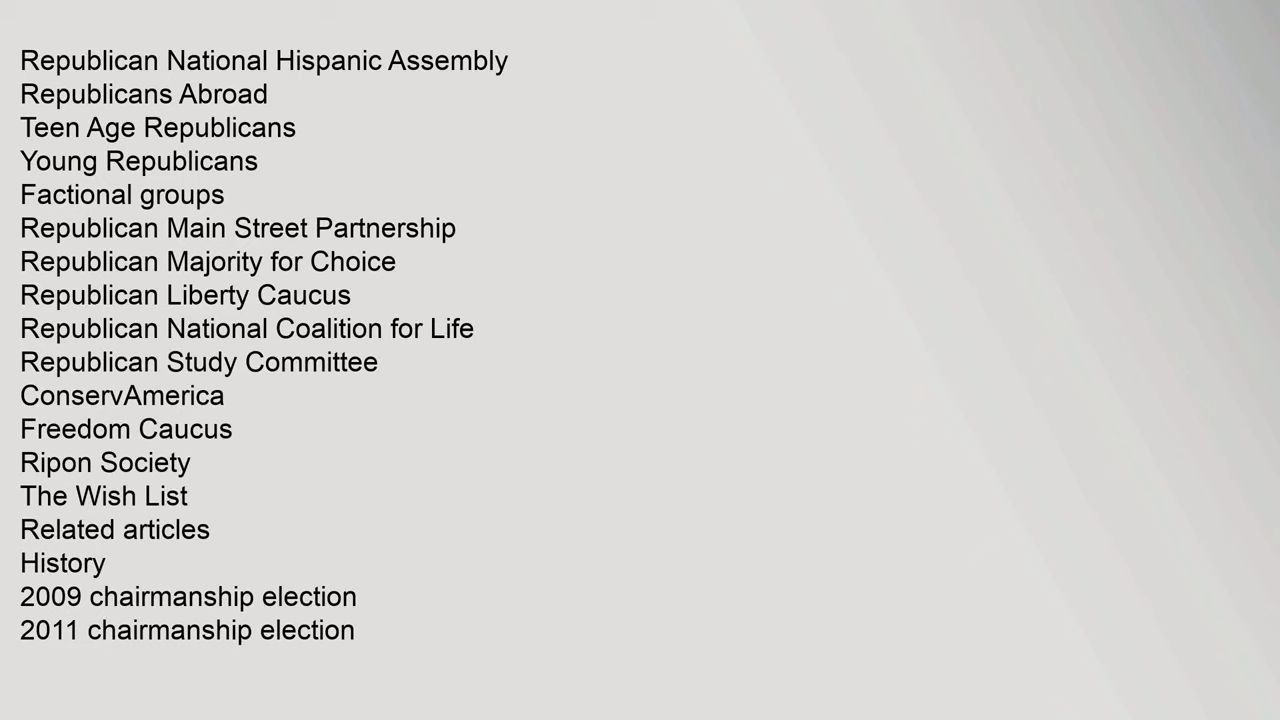 Republican National Hispanic Assembly
Republicans Abroad
Teen Age Republicans
Young Republicans
Factional groups
Republican Main Street Partnership
Republican Majority for Choice
Republican Liberty Caucus
Republican National Coalition for Life
Republican Study Committee
ConservAmerica
Freedom Caucus
Ripon Society
The Wish List
Related articles
History
2009 chairmanship election
2011 chairmanship election